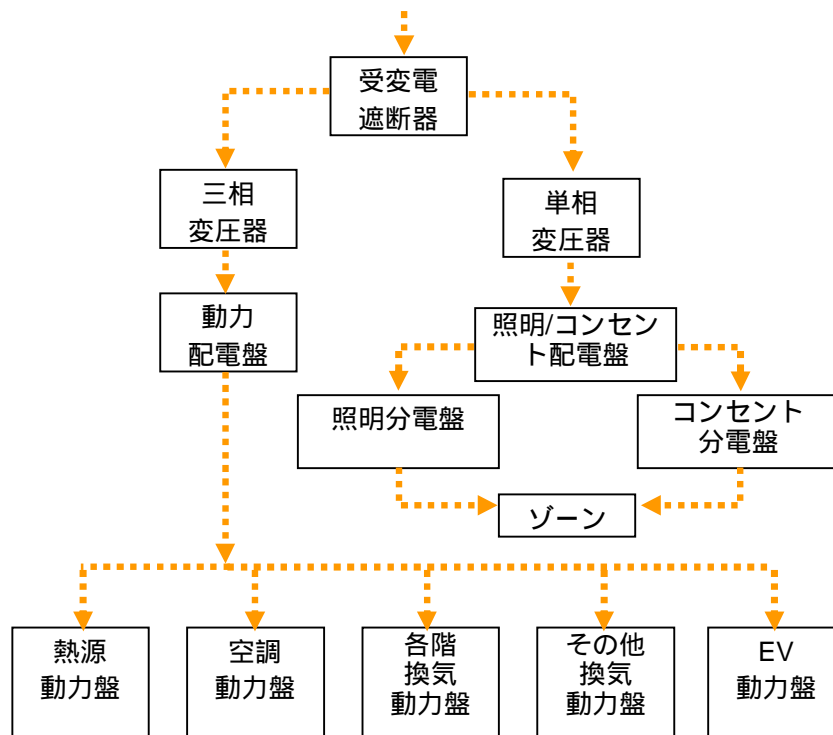 受変電
遮断器
三相
変圧器
単相
変圧器
動力
配電盤
照明/コンセン
ト配電盤
照明分電盤
コンセント
分電盤
ゾーン
熱源
動力盤
空調
動力盤
各階
換気
動力盤
その他
換気
動力盤
EV
動力盤